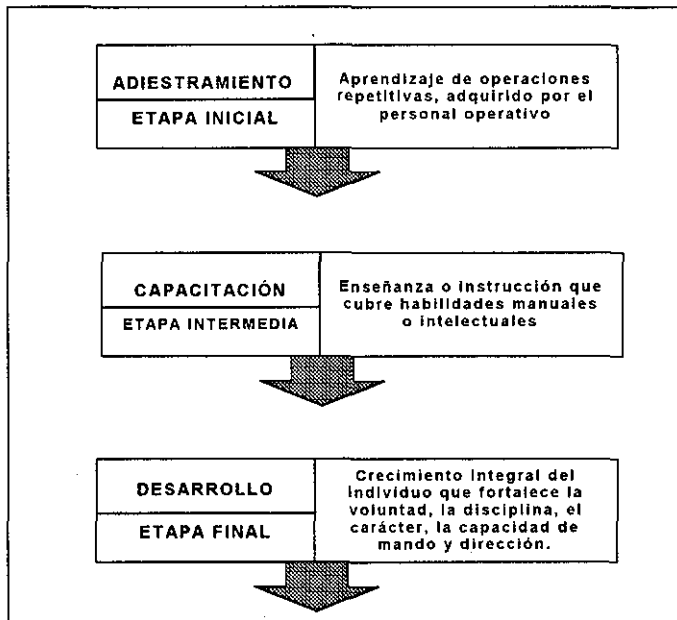 ADIESTRAMIENTO
ETAPA INICIAL
Aprendizaje de operaciones
repetitivas, adquirido por el
personal operativo
CAPACITACIÓN
ETAPA INTERMEDIA
Enseñanza o instrucción que
cubre habilidades manuales
o intelectuales
DESARROLLO
ETAPA FINAL
Crecimiento Integral del
individuo que fortalece la
voluntad, la disciplina, el
carácter, la capacidad de
mando y dirección.